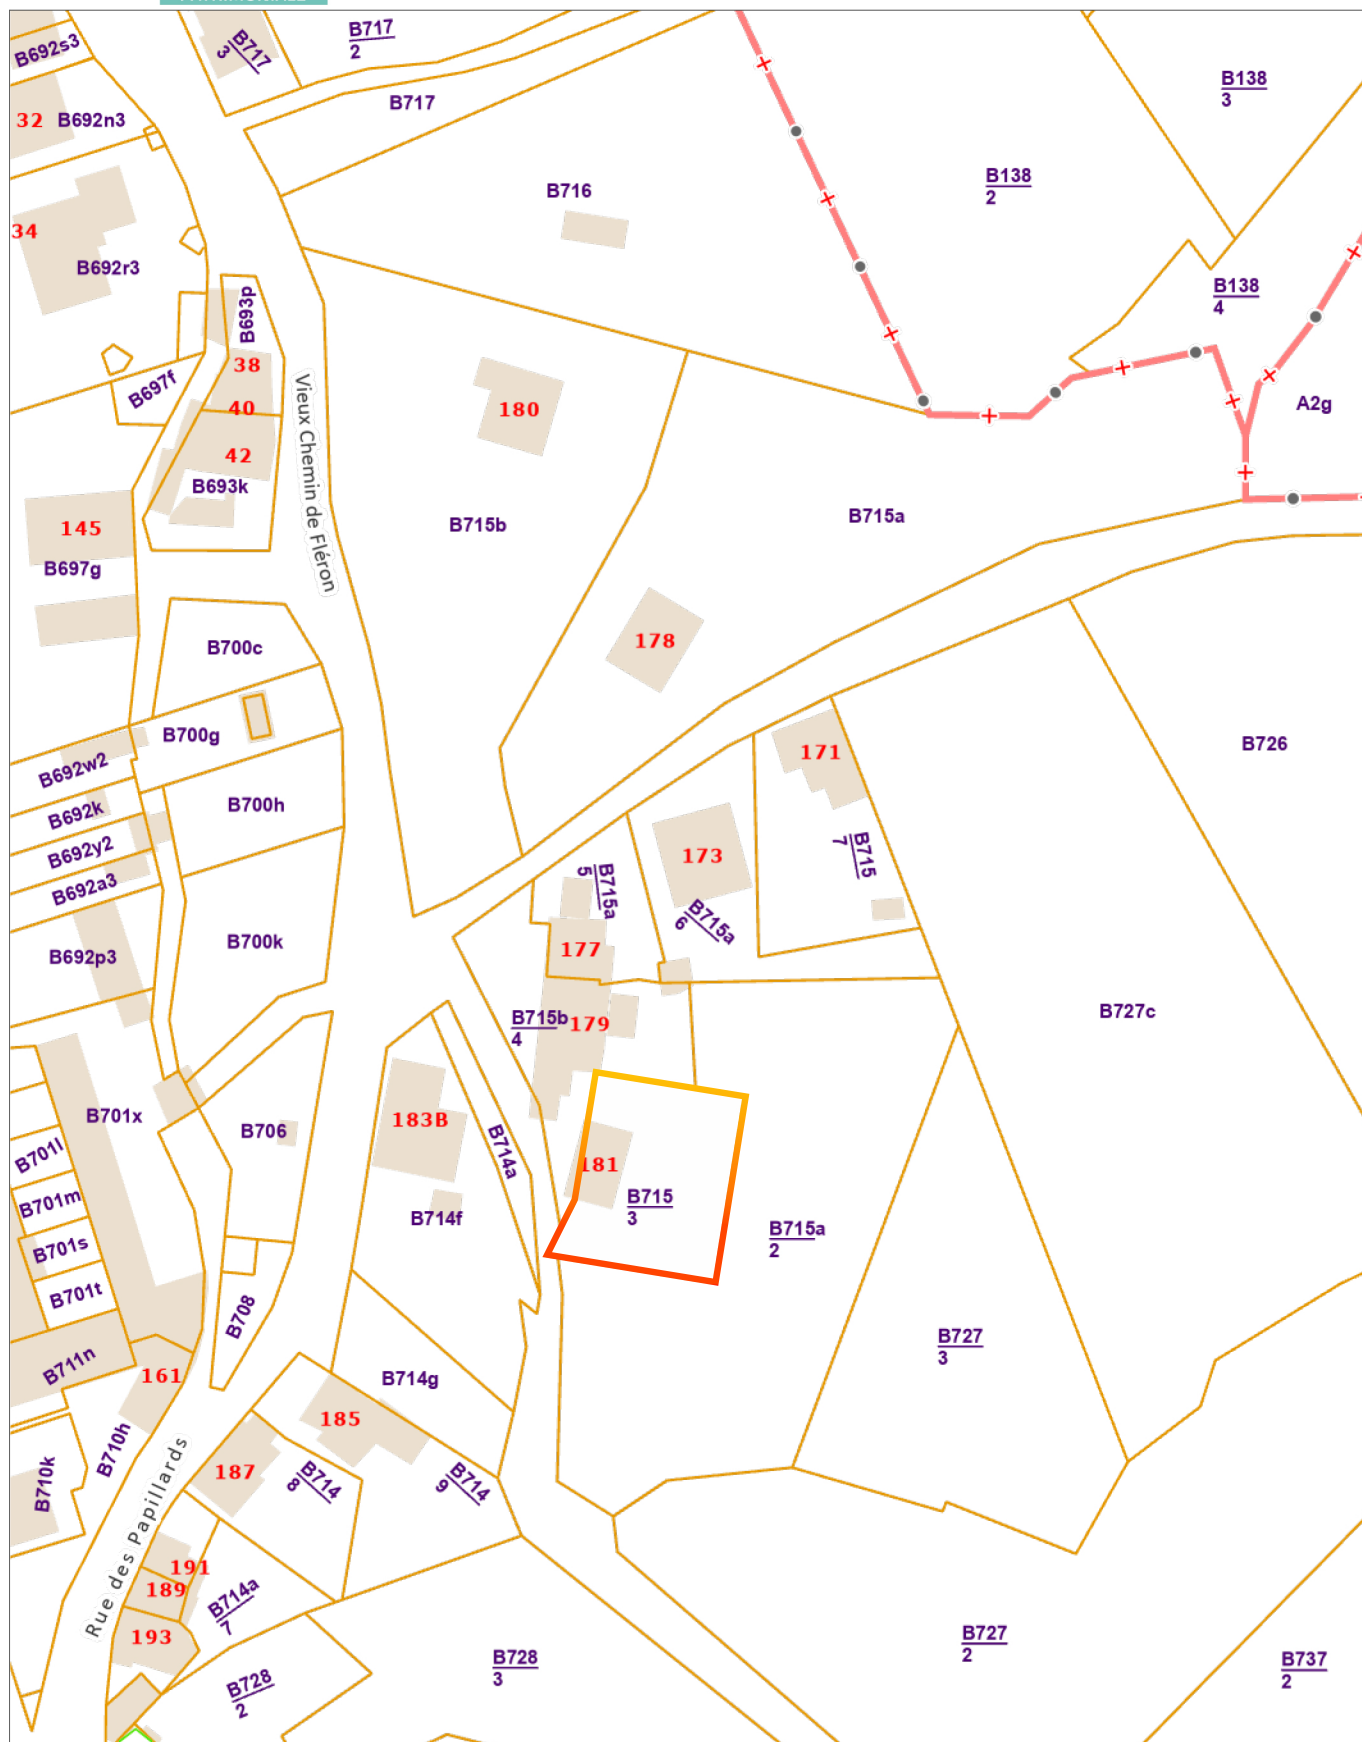 B692s3
B717
3
B717
2
B717
B138
3
32
B692n3
B716
B138
2
34
B692r3
B693p
B138
4
38
B697f
40
180
A2g
Vieux Chemin de Fléron
42
B693k
B715b
B715a
145
B697g
178
B700c
B700g
B692w2
171
B726
B692k
B700h
B692y2
173
B715
7
B692a3
B715a
5
B715a
6
B700k
177
B692p3
B715b
4
179
B727c
B701x
183B
B706
B714a
B701l
181
B701m
B715
3
B714f
B715a
2
B701s
B701t
B708
B727
3
B711n
161
B714g
185
B710h
187
B714
8
B714
9
B710k
Rue des Papillards
191
189
B714a
7
193
B728
3
B727
2
B728
2
B737
2